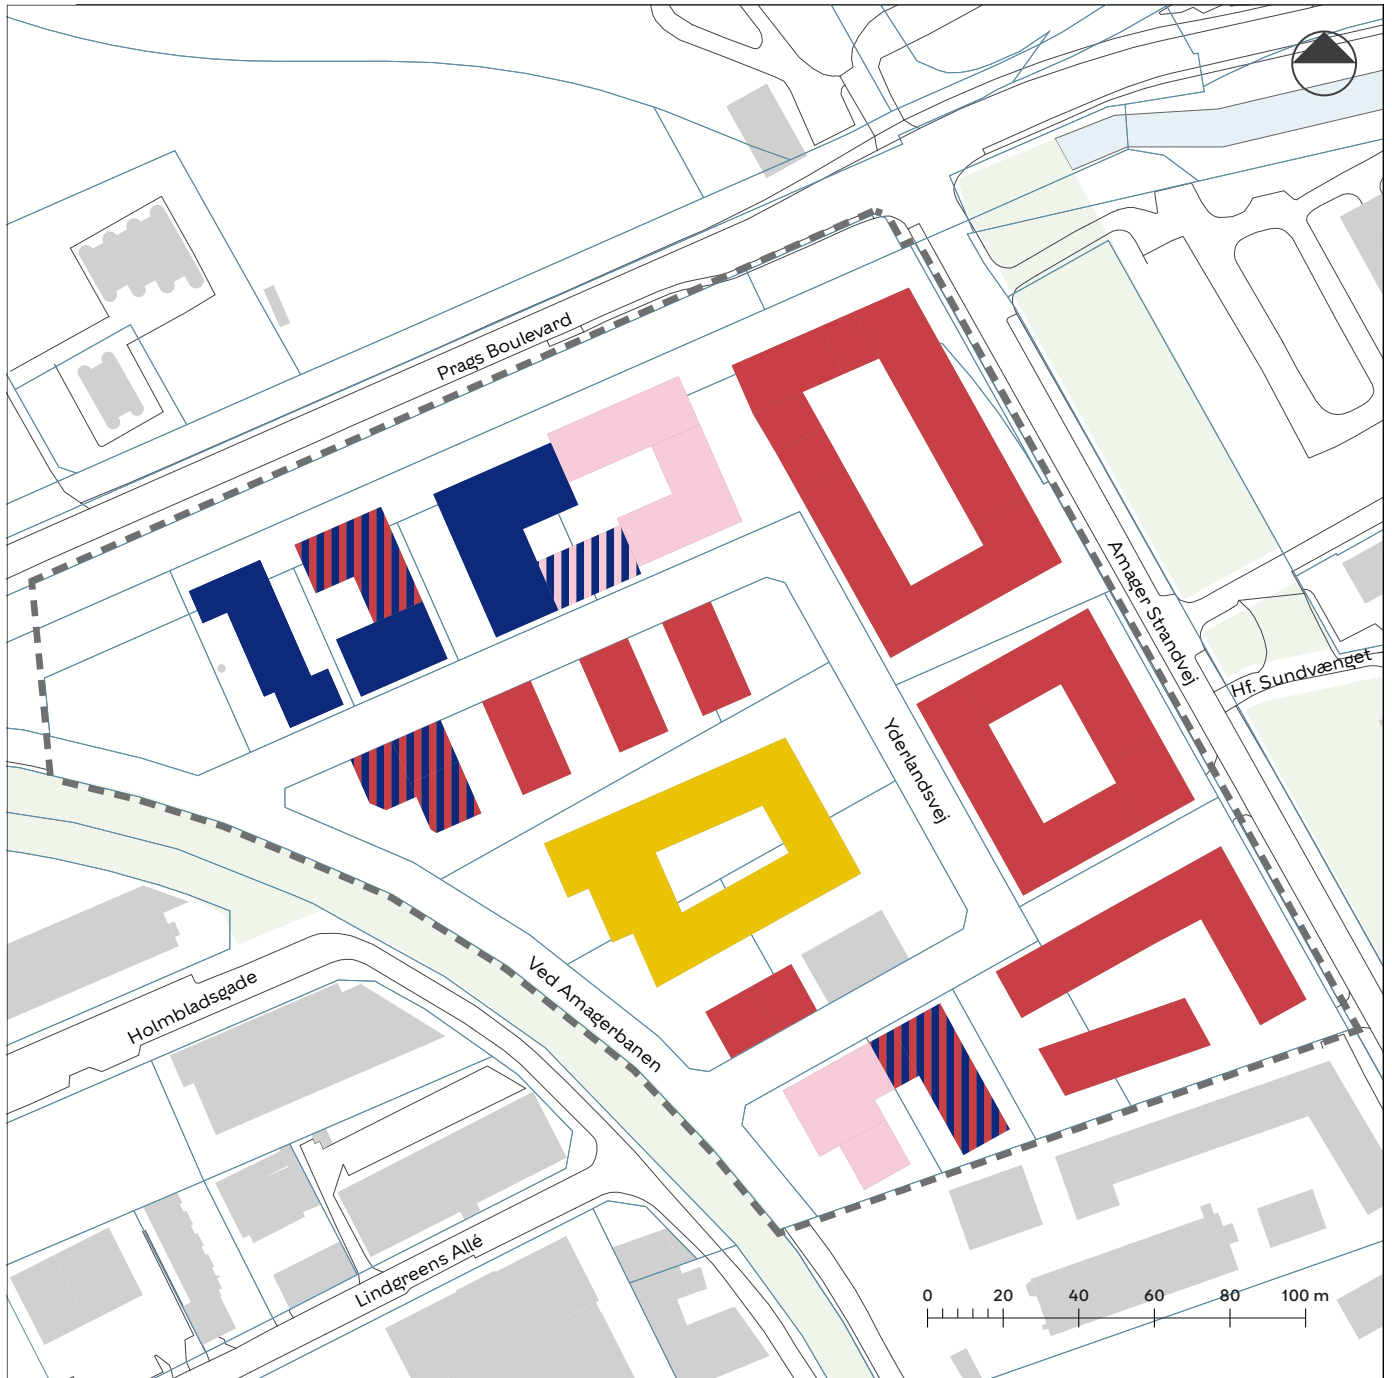 Prags Boulevard
Amager Strandvej
Hf. Sundvænget
Yderlandsvej
Ved Amagerbanen
Holmbladsgade
Lindgreens Allé
0 20 40 60 80 100 m